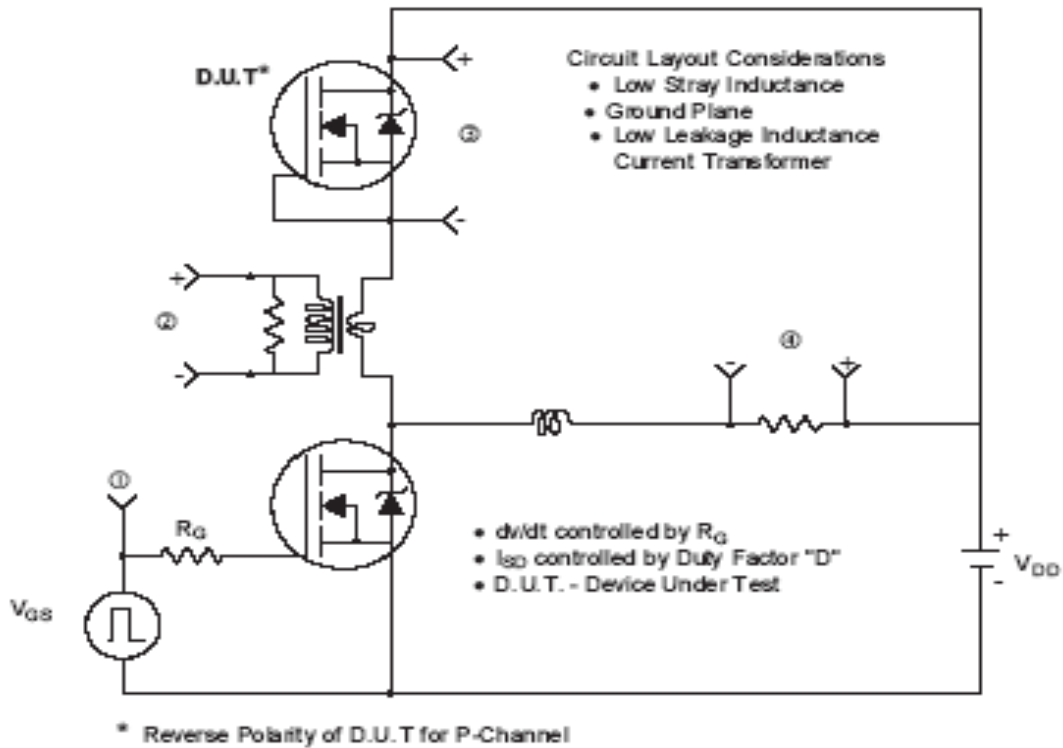 D.U.T*
+
③
-
Circuit Layout Considerations
• Low Stray Inductance
• Ground Plane
• Low Leakage Inductance
Current Transformer
+
②
-
④
- +
①
RG
VGS
• dv/dt controlled by RG
• ISD controlled by Duty Factor "D"
• D.U.T. - Device Under Test
+
VDD
-
* Reverse Polarity of D.U.T for P-Channel